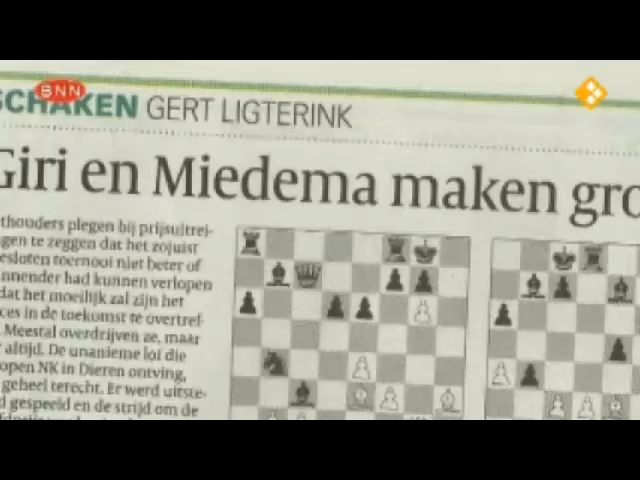 BNN
SCHAKEN GERT LIGTERINK
Giri en Miedema maken gro
thouders plegen bij prijsuitrei-
gen te zeggen dat het zojuist
esloten toernooi niet beter of
nnender had kunnen verlopen
dat het moeilijk zal zijn het
ces in de toekomst te overtref-
Meestal overdrijven ze, maar
altijd. De unanieme lof die
open NK in Dieren ontving,
geheel terecht. Er werd uitste-
d gespeeld en de strijd om de